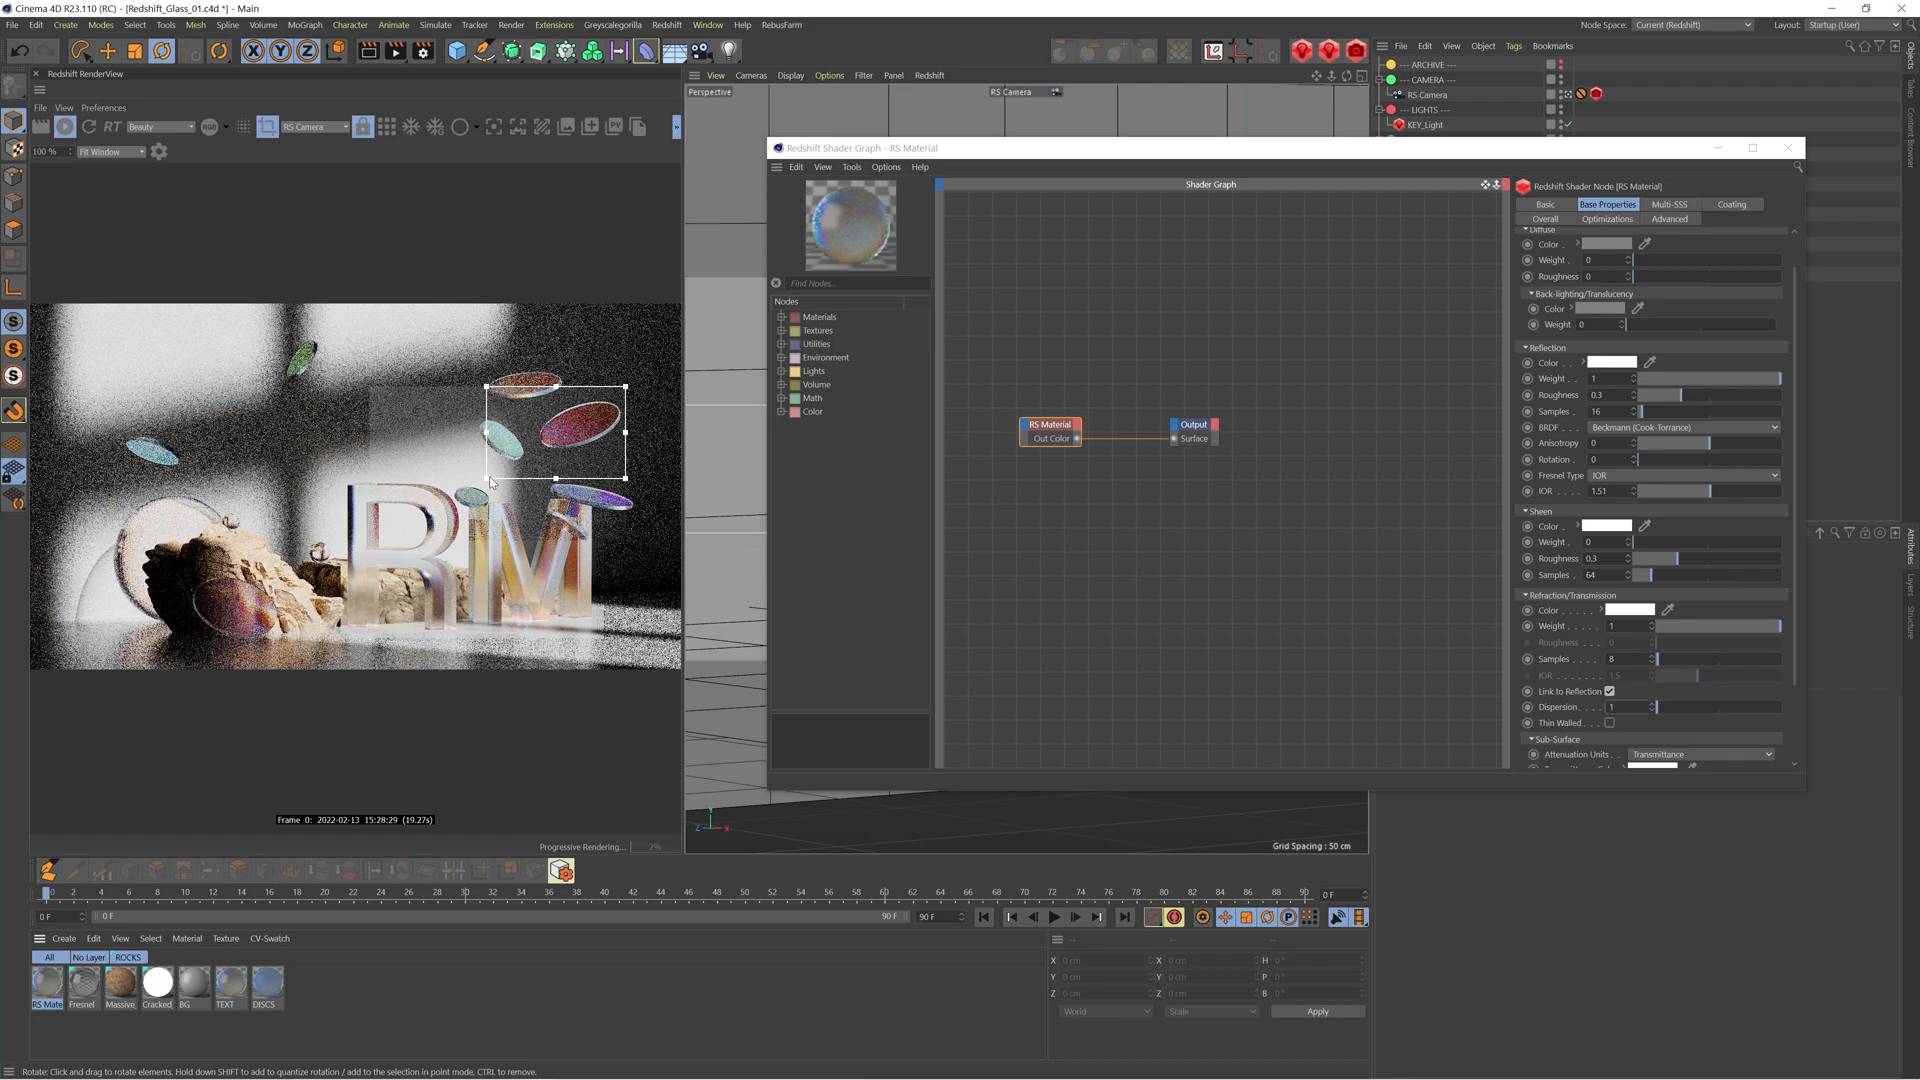 Cinema 4D R23.110 (RC) - [Redshift_Glass_01.c4d *] - Main
File Edit Create Modes Select Tools Mesh Spline Volume MoGraph Character Animate Simulate Tracker Render Extensions Greyscalegorilla Redshift Window Help RebusFarm
Node Space: Current (Redshift) Layout: Startup (User)
X Y Z
File Edit View Object Tags Bookmarks
Redshift RenderView
--- ARCHIVE ---
--- CAMERA ---
RS Camera
--- LIGHTS ---
KEY_Light
Objects
Takes
Content Browser
File View Preferences
RT Beauty RGB RS Camera PV
100 % Fit Window
View Cameras Display Options Filter Panel Redshift
Perspective RS Camera
Redshift Shader Graph - RS Material
Edit View Tools Options Help
Shader Graph
Find Nodes...
Nodes
Materials
Textures
Utilities
Environment
Lights
Volume
Math
Color
RS Material
Out Color
Output
Surface
Redshift Shader Node [RS Material]
Basic Base Properties Multi-SSS Coating
Overall Optimizations Advanced
Diffuse
Color .
Weight . 0
Roughness 0
Back-lighting/Translucency
Color
Weight 0
Reflection
Color . .
Weight . 1
Roughness 0.3
Samples . 16
BRDF . . Beckmann (Cook-Torrance)
Anisotropy 0
Rotation . 0
Fresnel Type IOR
IOR . . . . 1.51
Sheen
Color . .
Weight . 0
Roughness 0.3
Samples . 64
Refraction/Transmission
Color . . . . .
Weight . . . . . 1
Roughness . . . 0
Samples . . . . 8
IOR . . . . . . . 1.5
Link to Reflection
Dispersion. . . . 1
Thin Walled . . .
Sub-Surface
Attenuation Units. . Transmittance
Attributes
Layers
Structure
RiM
Frame 0: 2022-02-13 15:28:29 (19.27s)
Progressive Rendering... 2%
Y
Z X
Grid Spacing : 50 cm
0 2 4 6 8 10 12 14 16 18 20 22 24 26 28 30 32 34 36 38 40 42 44 46 48 50 52 54 56 58 60 62 64 66 68 70 72 74 76 78 80 82 84 86 88 90 0 F
0 F 0 F 90 F 90 F
Create Edit View Select Material Texture CV-Swatch
All No Layer ROCKS
RS Mate Fresnel Massive_ Cracked BG TEXT DISCS
-- -- --
X 0 cm X 0 cm H 0 °
Y 0 cm Y 0 cm P 0 °
Z 0 cm Z 0 cm B 0 °
World Scale Apply
Rotate: Click and drag to rotate elements. Hold down SHIFT to add to quantize rotation / add to the selection in point mode, CTRL to remove.